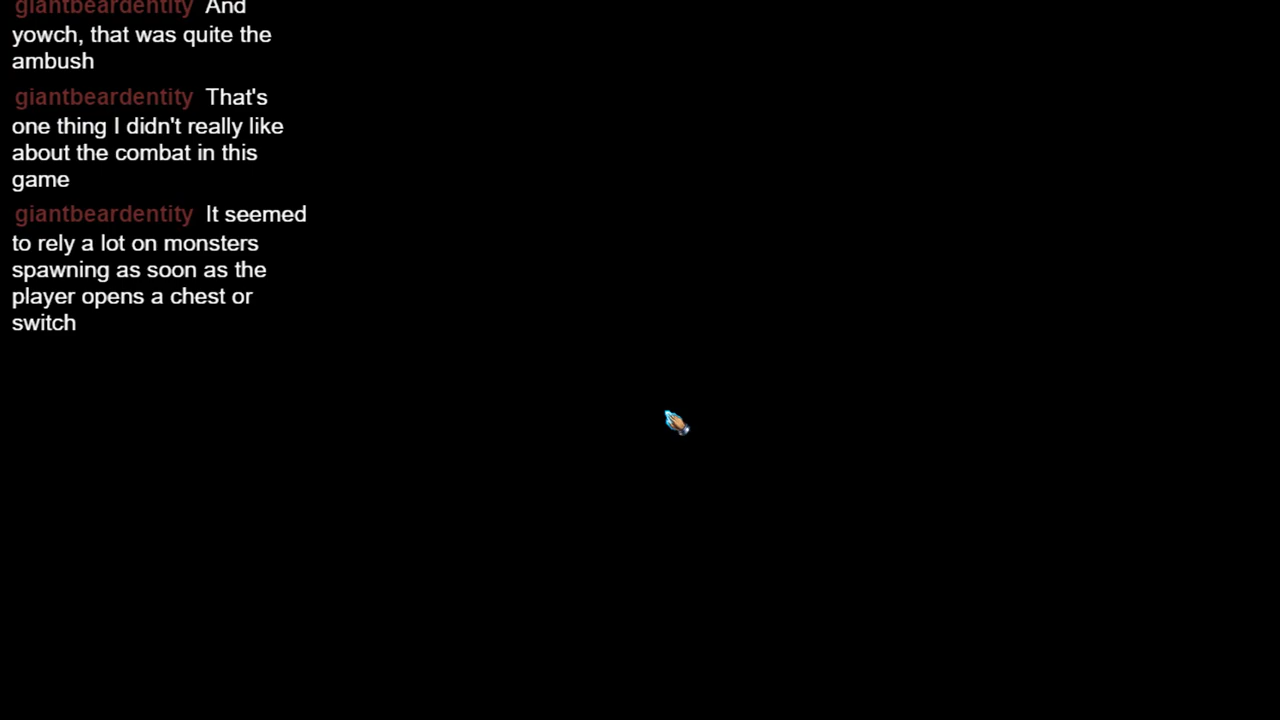 giantbeardentity And
yowch, that was quite the
ambush
giantbeardentity That's
one thing I didn't really like
about the combat in this
game
giantbeardentity It seemed
to rely a lot on monsters
spawning as soon as the
player opens a chest or
switch